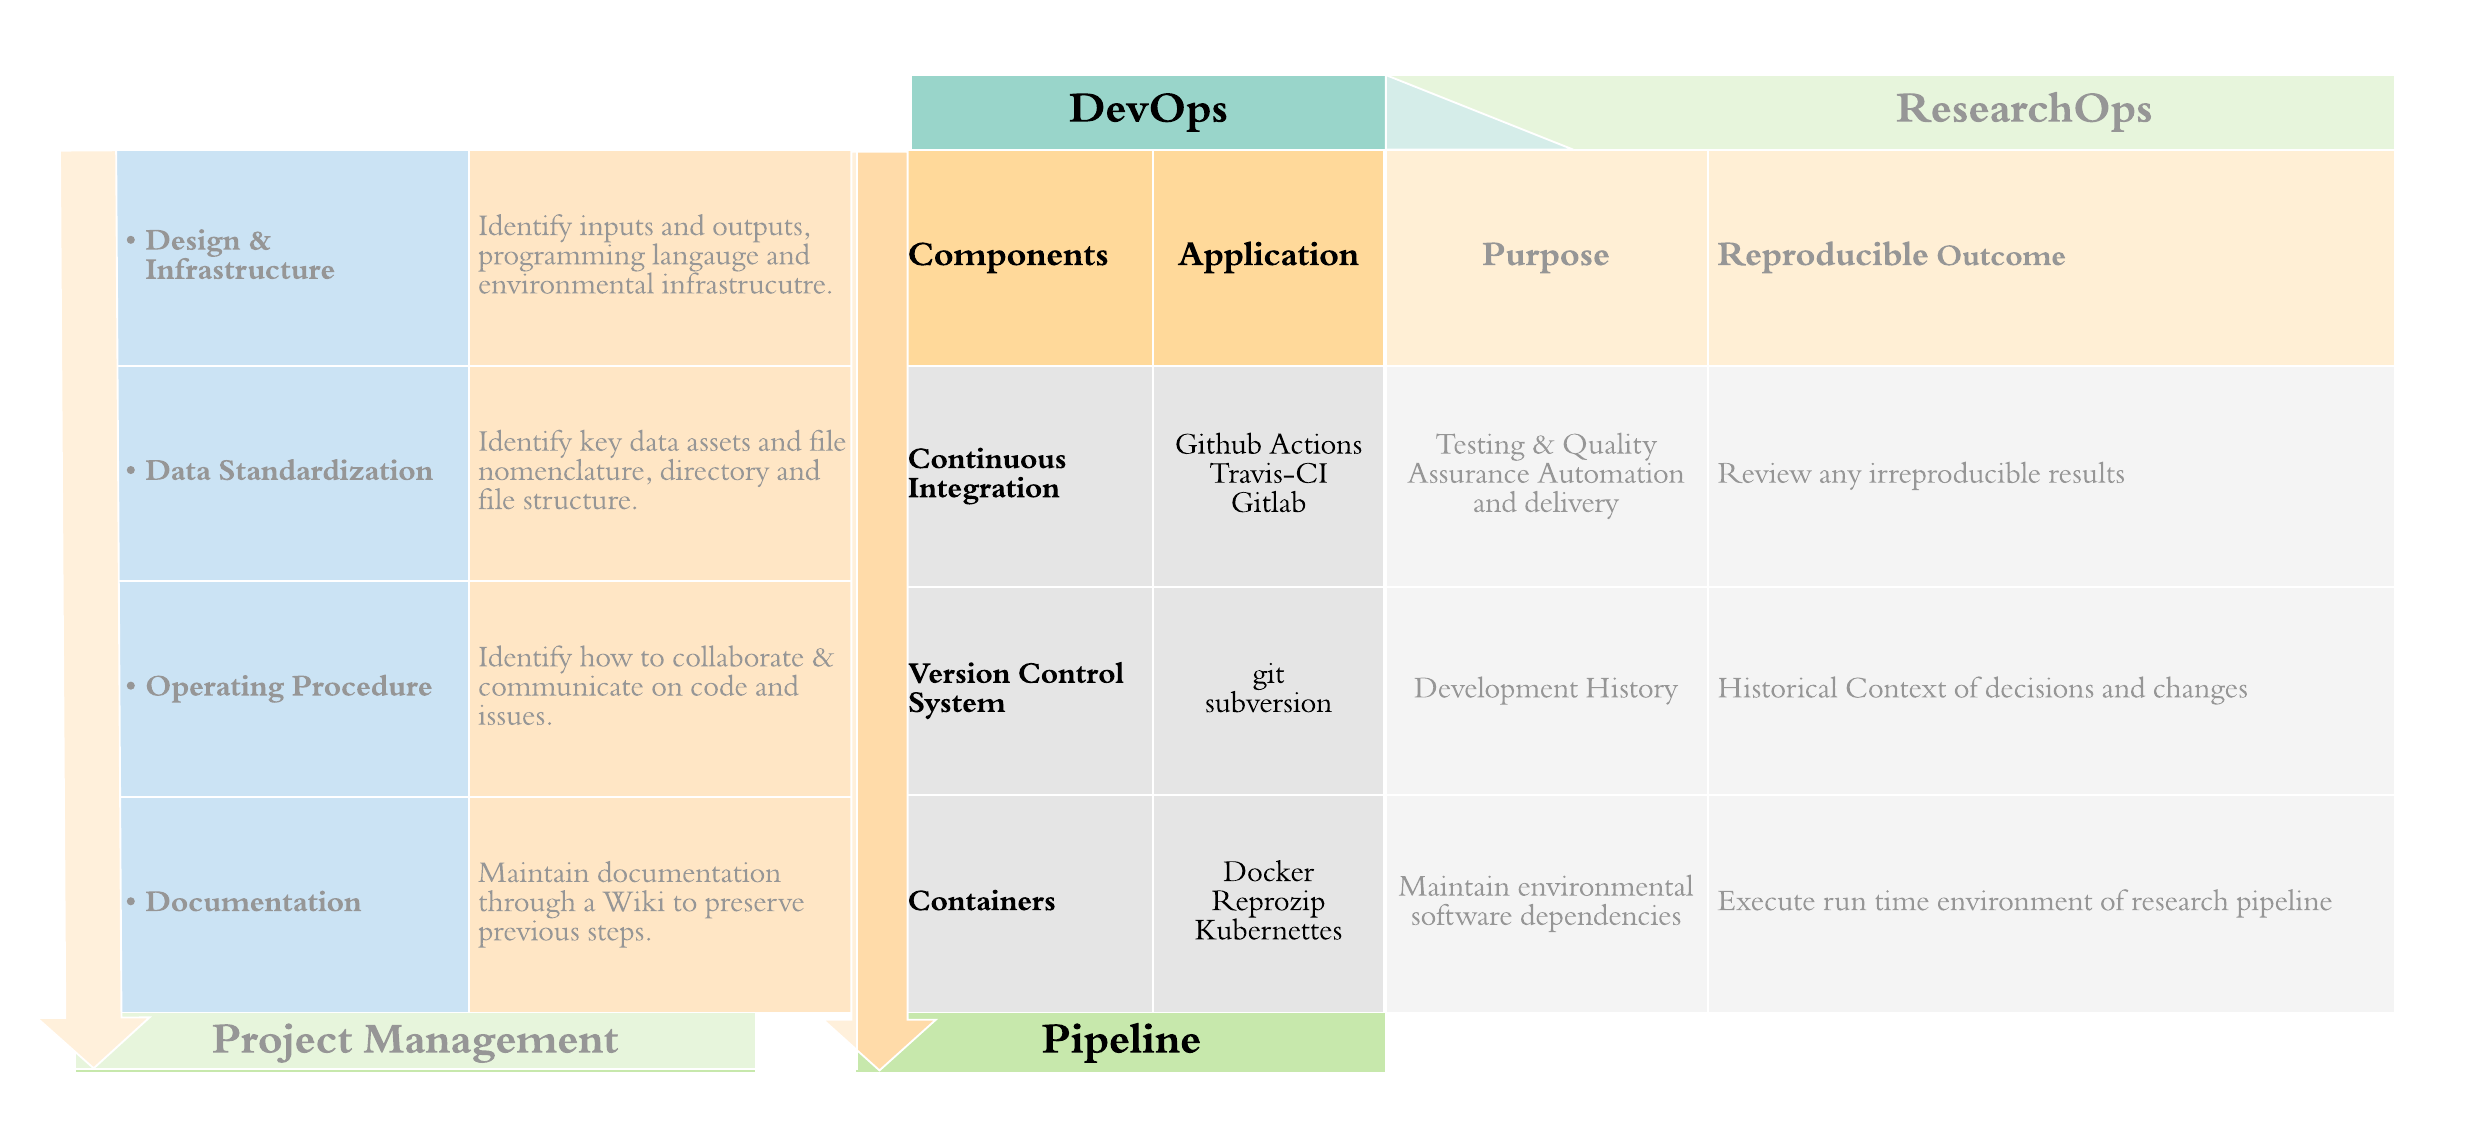 DevOps
ResearchOps
• Design &
Infrastructure
Identify inputs and outputs,
programming langauge and
environmental infrastrucutre.
Components
Application
Purpose
Reproducible Outcome
• Data Standardization
Identify key data assets and file
nomenclature, directory and
file structure.
Continuous
Integration
Github Actions
Travis-CI
Gitlab
Testing & Quality
Assurance Automation
and delivery
Review any irreproducible results
• Operating Procedure
Identify how to collaborate &
communicate on code and
issues.
Version Control
System
git
subversion
Development History
Historical Context of decisions and changes
• Documentation
Maintain documentation
through a Wiki to preserve
previous steps.
Containers
Docker
Reprozip
Kubernettes
Maintain environmental
software dependencies
Execute run time environment of research pipeline
Project Management
Pipeline